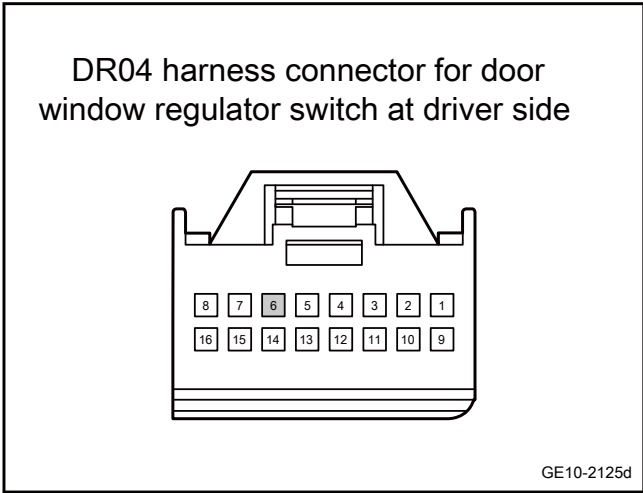 DR04 harness connector for door
window regulator switch at driver side
8 7 6 5 4 3 2 1
16 15 14 13 12 11 10 9
GE10-2125d